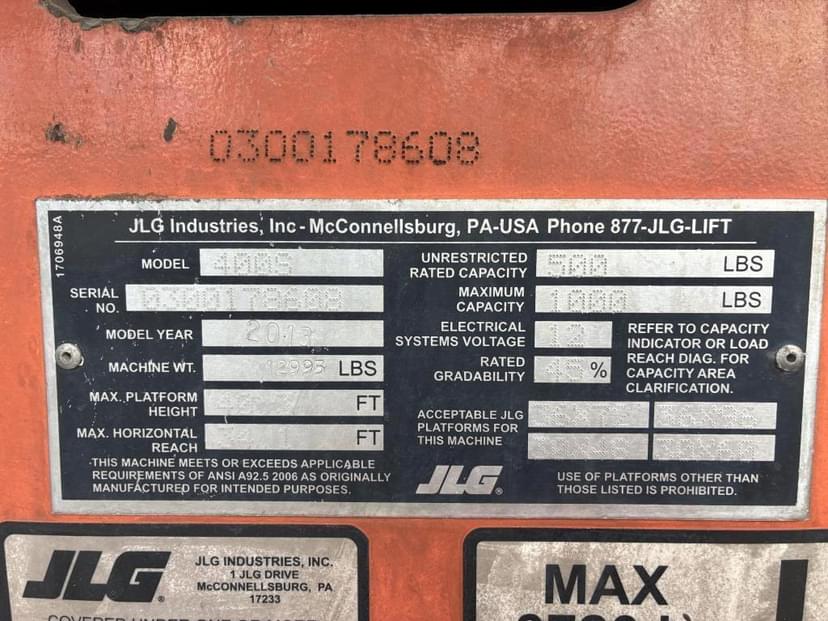 0300178608
1706948A
JLG Industries, Inc - McConnellsburg, PA-USA Phone 877-JLG-LIFT
MODEL 400S
SERIAL NO. 0300178608
MODEL YEAR 2013
MACHINE WT. LBS
MAX. PLATFORM HEIGHT FT
MAX. HORIZONTAL REACH FT
THIS MACHINE MEETS OR EXCEEDS APPLICABLE
REQUIREMENTS OF ANSI A92.5 2006 AS ORIGINALLY
MANUFACTURED FOR INTENDED PURPOSES.
UNRESTRICTED
RATED CAPACITY 500 LBS
MAXIMUM
CAPACITY 1000 LBS
ELECTRICAL
SYSTEMS VOLTAGE 12
RATED
GRADABILITY 45 %
REFER TO CAPACITY
INDICATOR OR LOAD
REACH DIAG. FOR
CAPACITY AREA
CLARIFICATION.
ACCEPTABLE JLG
PLATFORMS FOR
THIS MACHINE
JLG
USE OF PLATFORMS OTHER THAN
THOSE LISTED IS PROHIBITED.
JLG
JLG INDUSTRIES, INC.
1 JLG DRIVE
McCONNELLSBURG, PA
17233
MAX